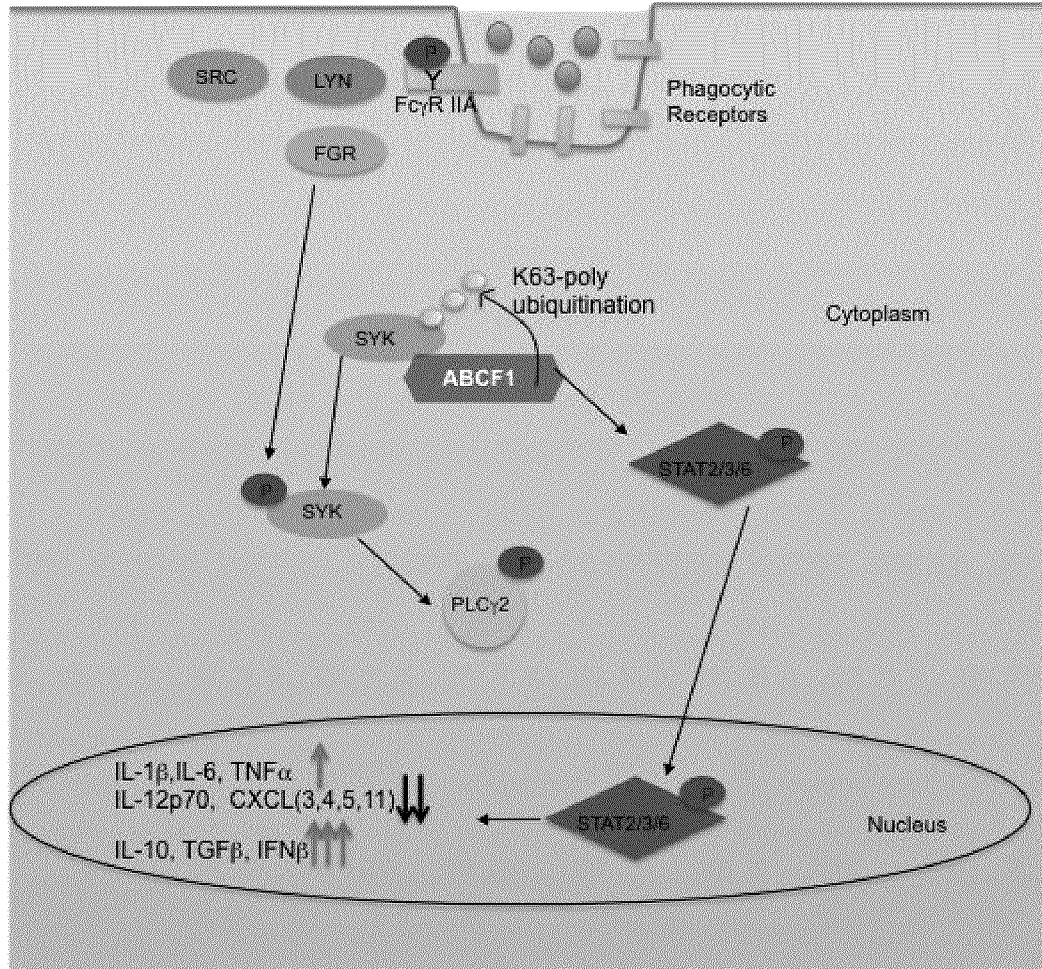 SRC
LYN
P
FcγR IIA
FGR
Phagocytic
Receptors
K63-poly
ubiquitination
Cytoplasm
SYK
ABCF1
P
STAT2/3/6
P
SYK
P
PLCγ2
IL-1β,IL-6, TNFα
IL-12p70, CXCL(3,4,5,11)
IL-10, TGFβ, IFNβ
P
STAT2/3/6
Nucleus